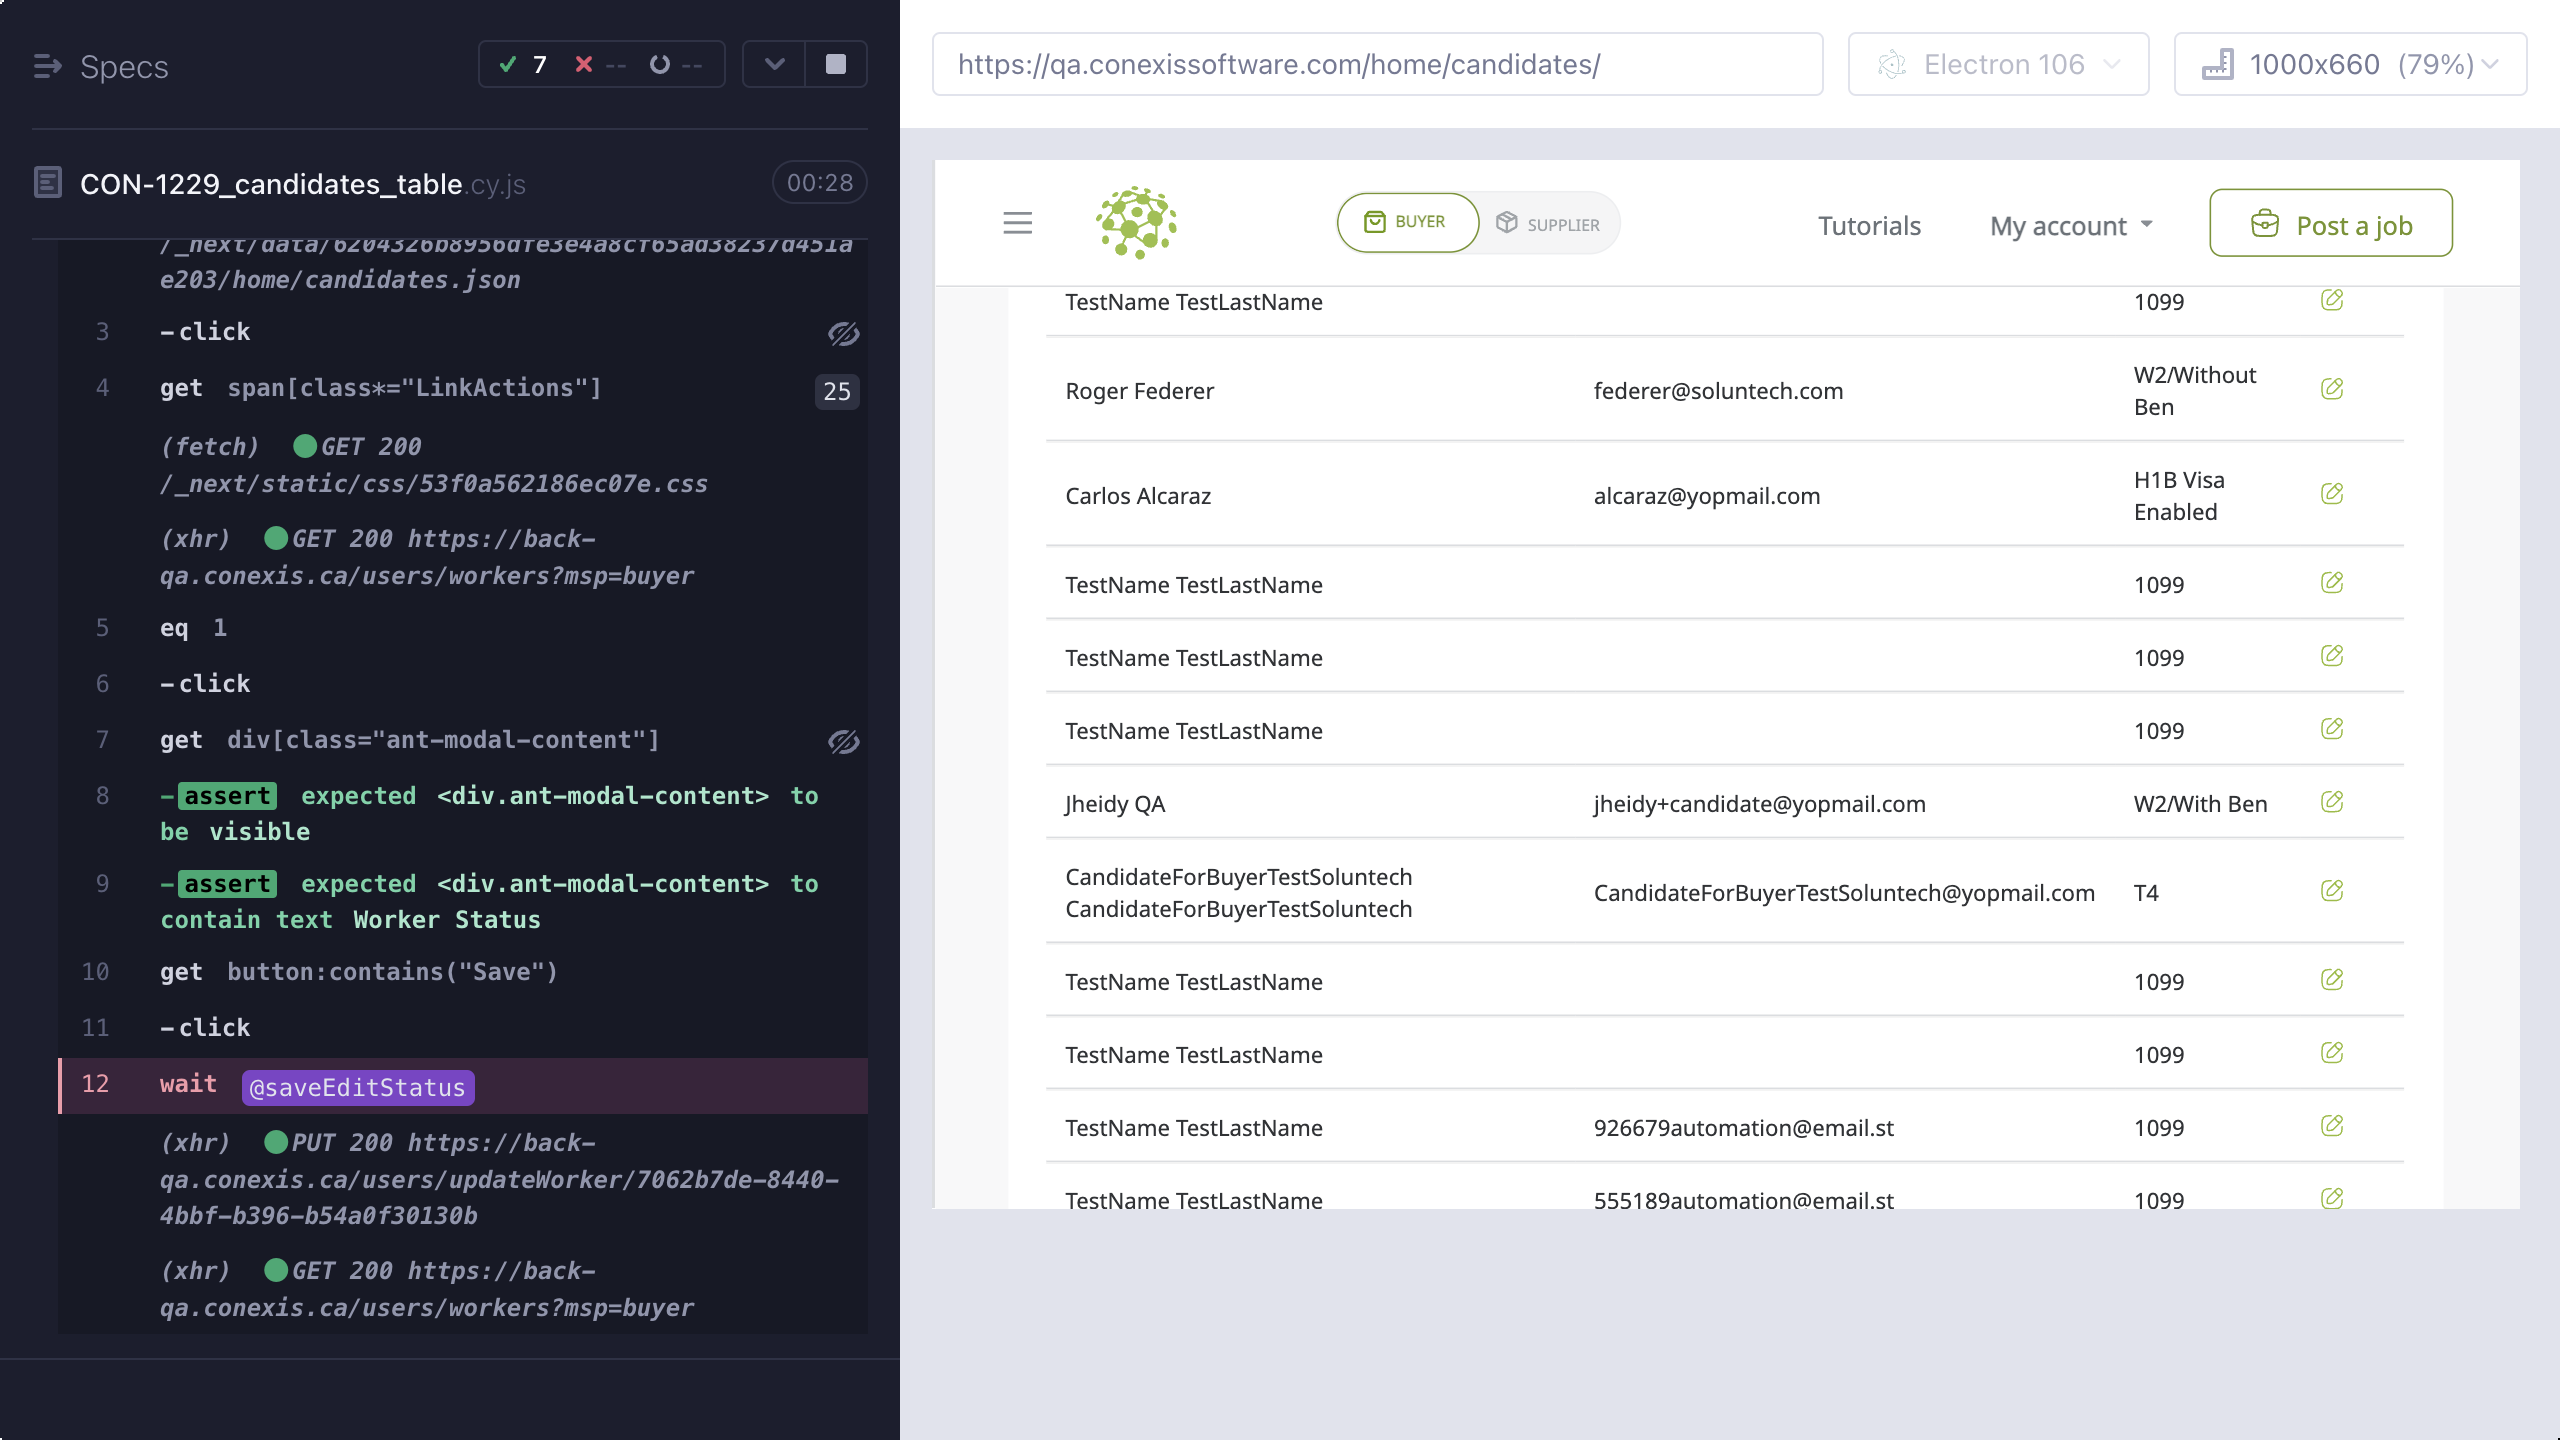 Specs
7 -- --
CON-1229_candidates_table.cy.js
00:28
/_next/data/6204326b8956dfe3e4a8cf65ad38237d451a
e203/home/candidates.json
3 -click
4 get span[class*="LinkActions"] 25
(fetch) GET 200
/_next/static/css/53f0a562186ec07e.css
(xhr) GET 200 https://back-
qa.conexis.ca/users/workers?msp=buyer
5 eq 1
6 -click
7 get div[class="ant-modal-content"]
8 -assert expected <div.ant-modal-content> to
be visible
9 -assert expected <div.ant-modal-content> to
contain text Worker Status
10 get button:contains("Save")
11 -click
12 wait @saveEditStatus
(xhr) PUT 200 https://back-
qa.conexis.ca/users/updateWorker/7062b7de-8440-
4bbf-b396-b54a0f30130b
(xhr) GET 200 https://back-
qa.conexis.ca/users/workers?msp=buyer
https://qa.conexissoftware.com/home/candidates/
Electron 106
1000x660 (79%)
BUYER
SUPPLIER
Tutorials
My account
Post a job
TestName TestLastName 1099
Roger Federer federer@soluntech.com W2/Without
Ben
Carlos Alcaraz alcaraz@yopmail.com H1B Visa
Enabled
TestName TestLastName 1099
TestName TestLastName 1099
TestName TestLastName 1099
Jheidy QA jheidy+candidate@yopmail.com W2/With Ben
CandidateForBuyerTestSoluntech
CandidateForBuyerTestSoluntech CandidateForBuyerTestSoluntech@yopmail.com T4
TestName TestLastName 1099
TestName TestLastName 1099
TestName TestLastName 926679automation@email.st 1099
TestName TestLastName 555189automation@email.st 1099